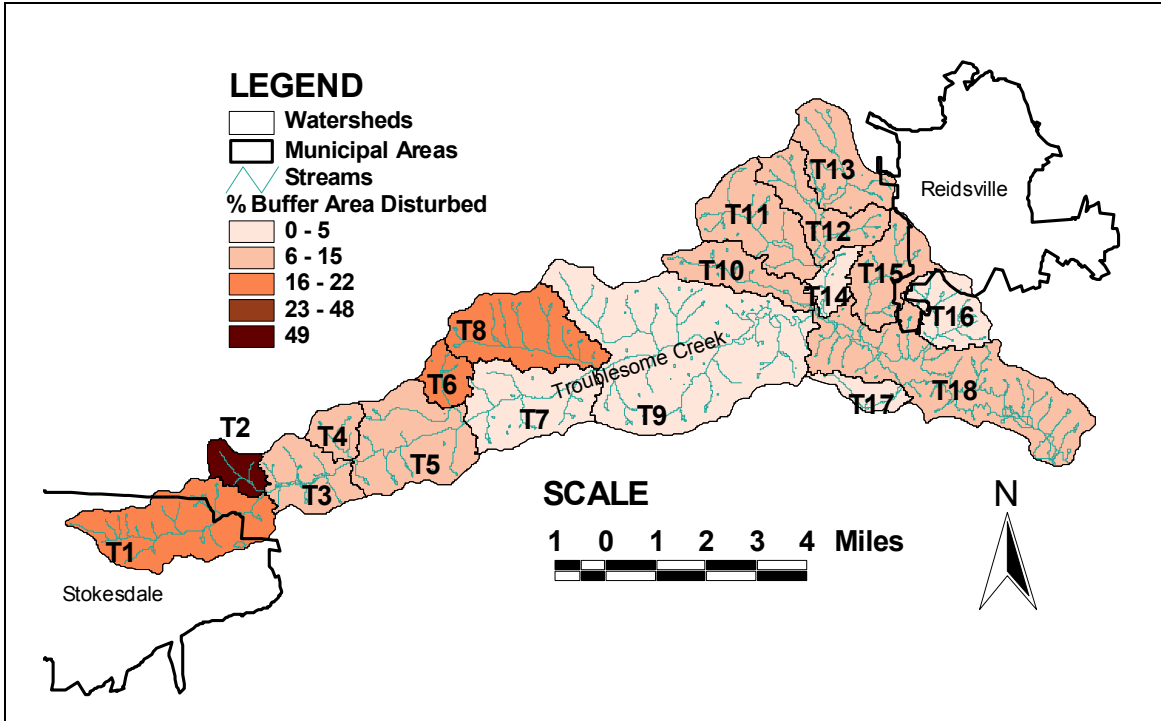 LEGEND
Watersheds
Municipal Areas
Streams
% Buffer Area Disturbed
0 - 5
6 - 15
16 - 22
23 - 48
49
T13
Reidsville
T11
T12
T10
T15
T14
T16
T8
Troublesome Creek
T6
T18
T17
T7
T9
T2
T4
T5
T3
SCALE
N
1 0 1 2 3 4 Miles
T1
Stokesdale